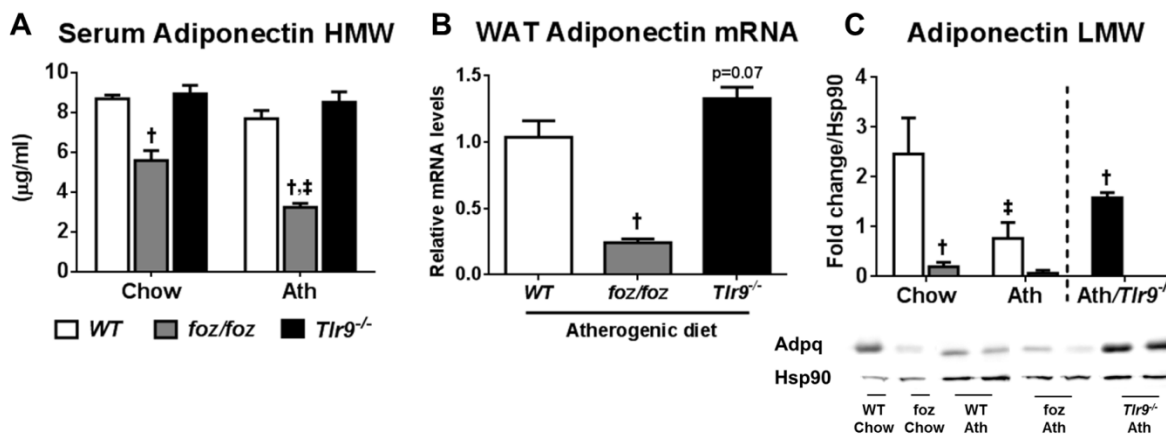 A Serum Adiponectin HMW
(µg/ml)
10
8
6
4
2
0
†
†,‡
Chow Ath
WT foz/foz Tlr9-/-
B WAT Adiponectin mRNA
Relative mRNA levels
1.5
1.0
0.5
0.0
p=0.07
†
WT foz/foz Tlr9-/-
Atherogenic diet
C Adiponectin LMW
Fold change/Hsp90
4
3
2
1
0
†
‡
†
Chow Ath Ath/Tlr9-/
Adpq
Hsp90
WT foz WT foz Tlr9-/-
Chow Chow Ath Ath Ath